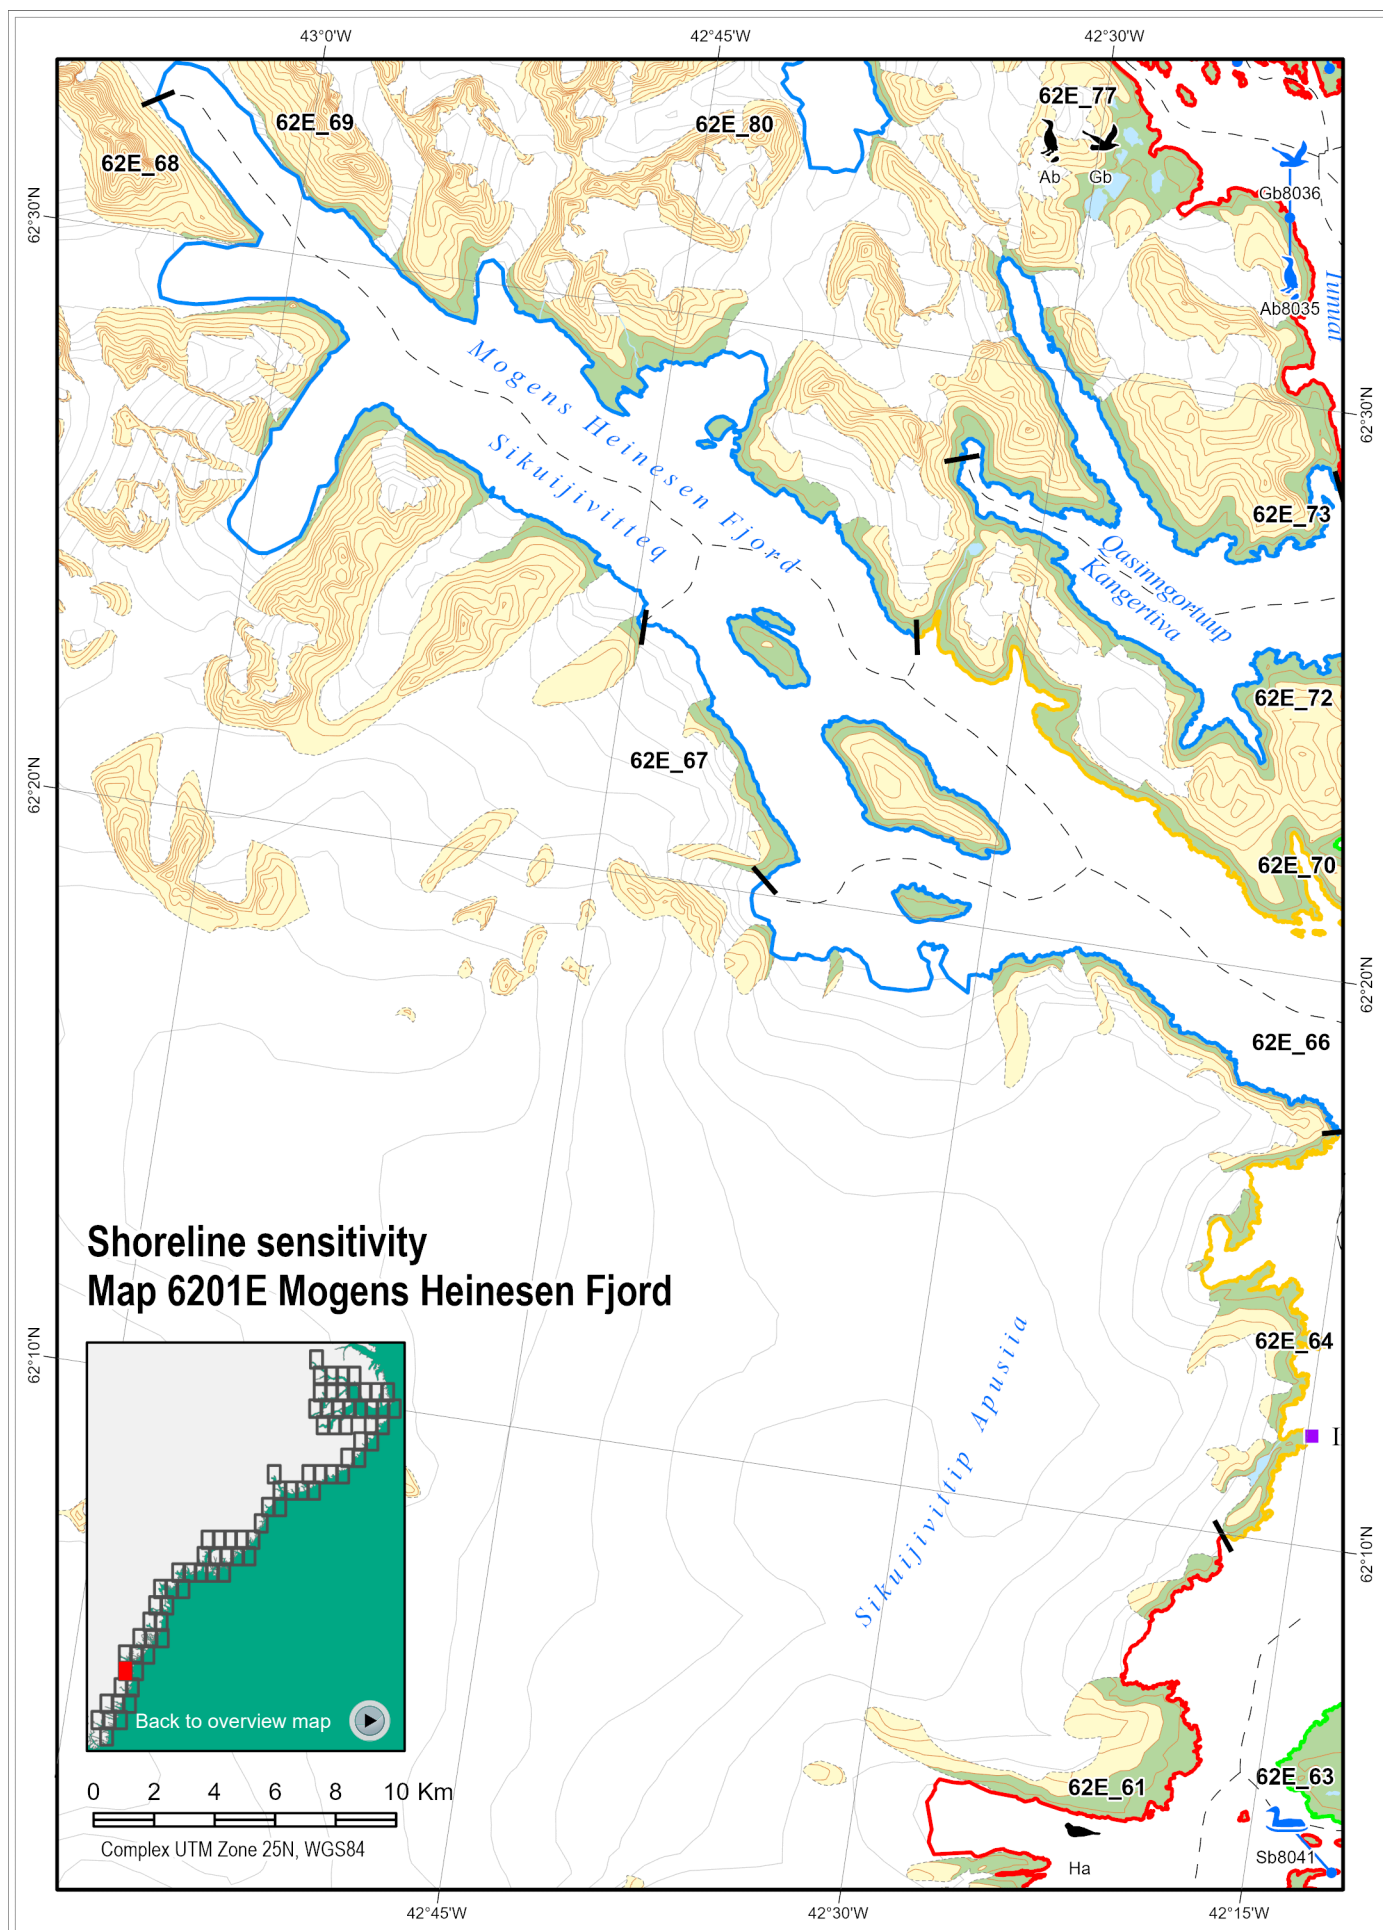 43°0'W
42°45'W
42°30'W
62E_77
62E_69
62E_80
62E_68
Ab
Gb
Gb8036
62°30'N
Ab8035
Mogens Heinesen Fjord
Sikuijivitteq
62°30'N
62E_73
Qasinngortuup
Kangertiva
62E_72
62E_67
62°20'N
62E_70
62°20'N
62E_66
Shoreline sensitivity
Map 6201E Mogens Heinesen Fjord
62E_64
62°10'N
Sikuijivittip Apusiia
I
62°10'N
Back to overview map
0 2 4 6 8 10 Km
Complex UTM Zone 25N, WGS84
62E_61
62E_63
Ha
Sb8041
42°45'W
42°30'W
42°15'W